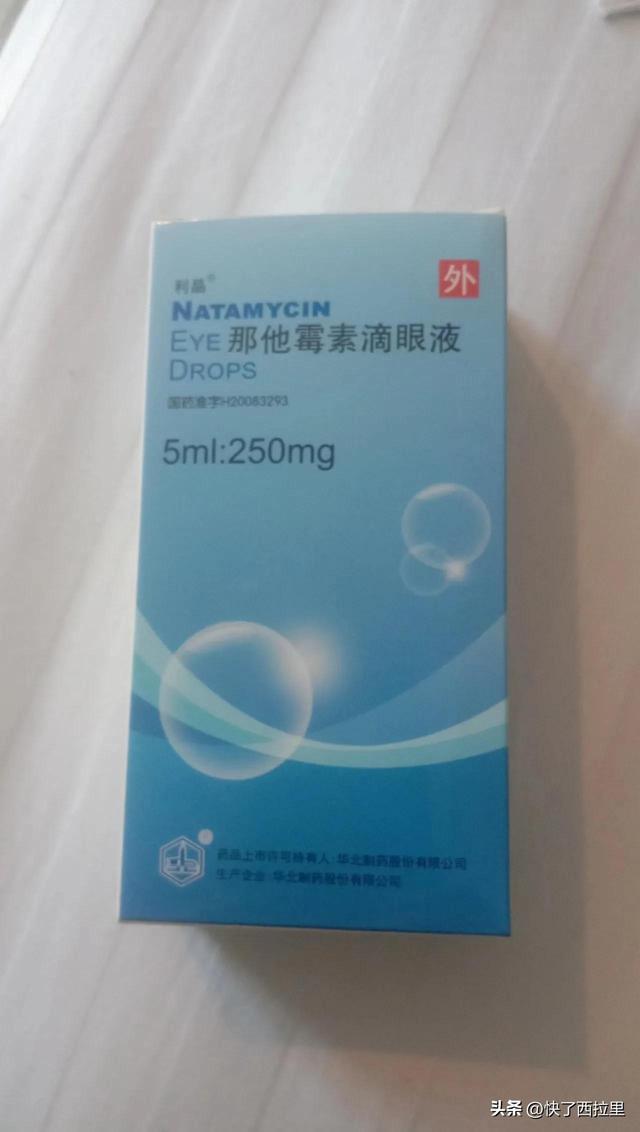 利晶®
外
NATAMYCIN
EYE 那他霉素滴眼液
DROPS
国药准字H20083293
5ml:250mg
药品上市许可持有人:华北制药股份有限公司
生产企业:华北制药股份有限公司
头条 @快了西拉里